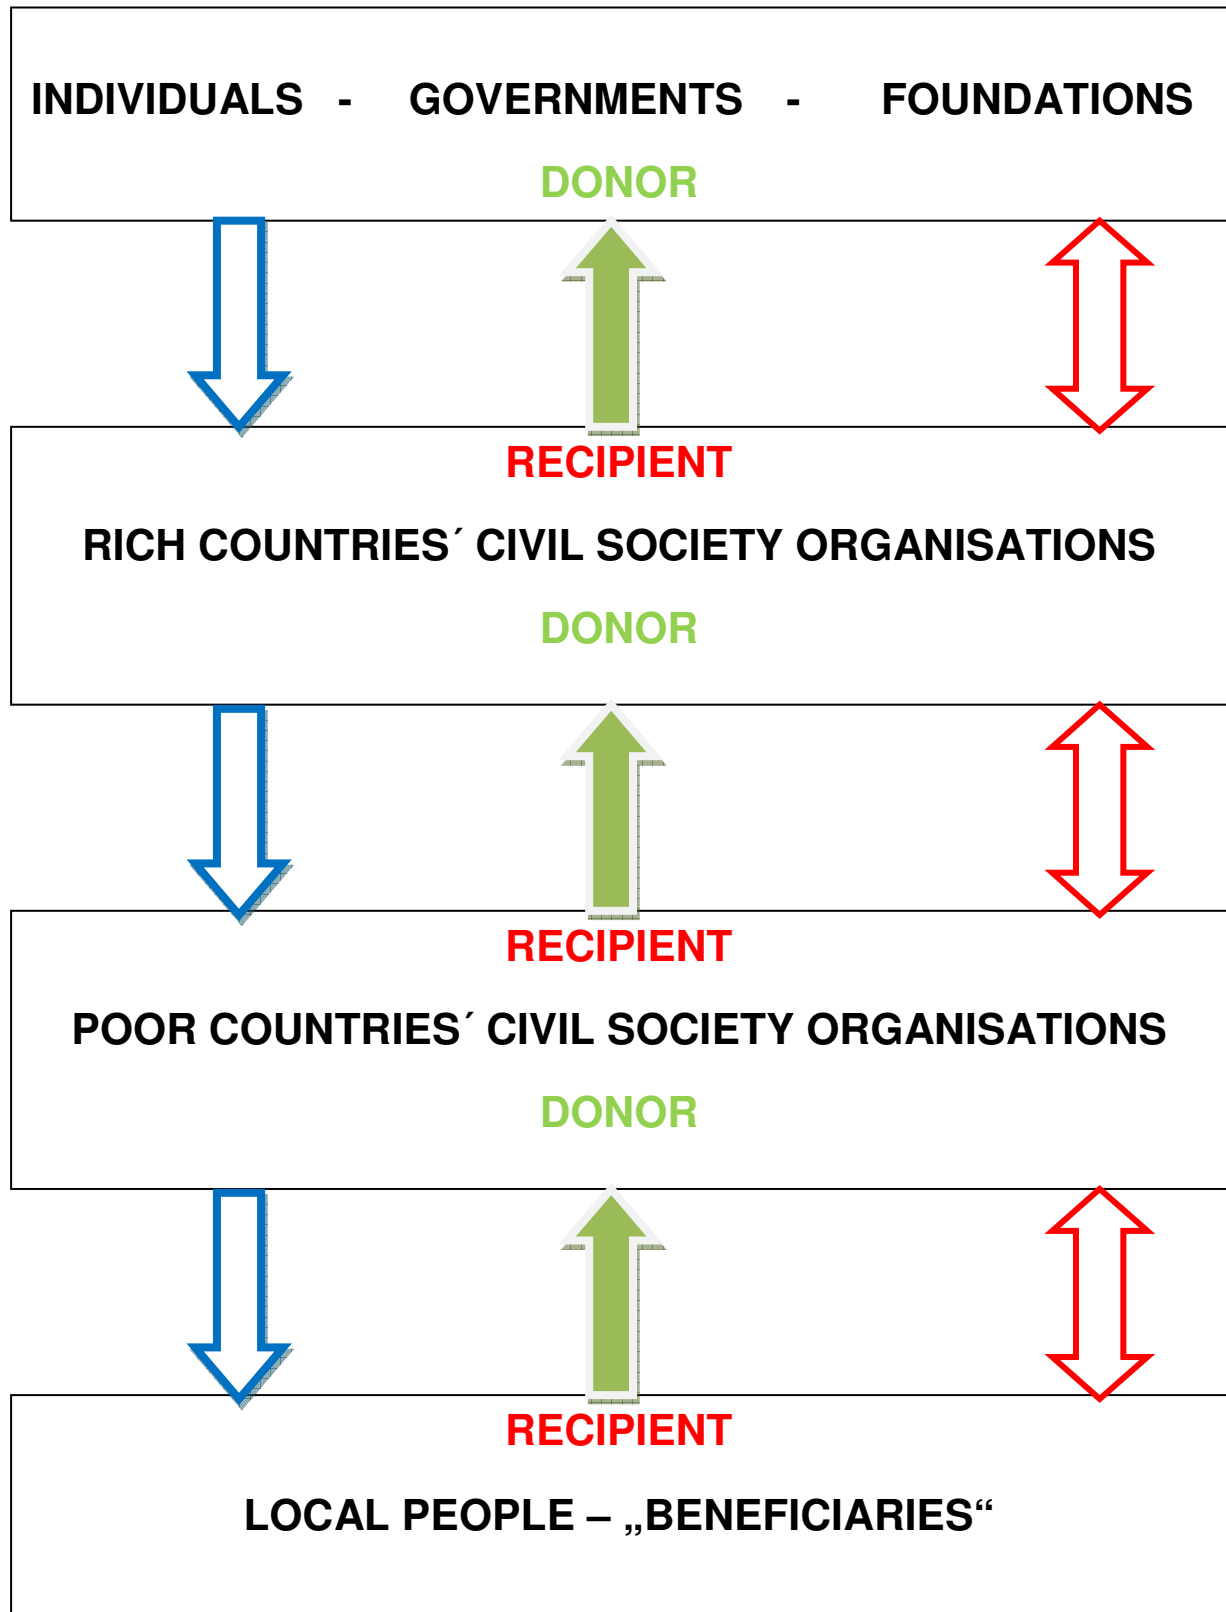 INDIVIDUALS - GOVERNMENTS - FOUNDATIONS
DONOR
RECIPIENT
RICH COUNTRIES´ CIVIL SOCIETY ORGANISATIONS
DONOR
RECIPIENT
POOR COUNTRIES´ CIVIL SOCIETY ORGANISATIONS
DONOR
RECIPIENT
LOCAL PEOPLE – „BENEFICIARIES“